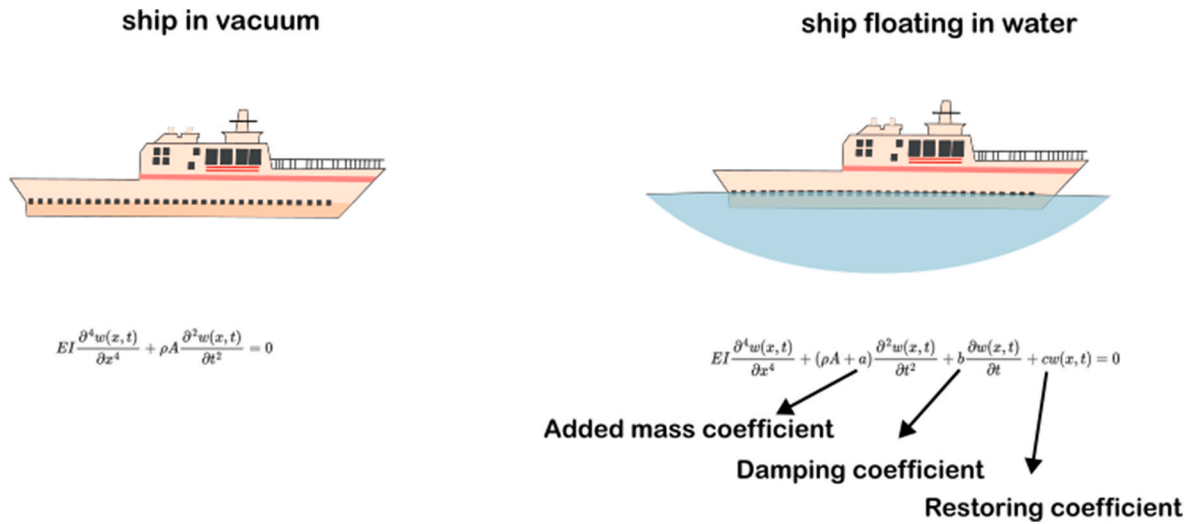 ship in vacuum
ship floating in water
EI ∂⁴w(x,t)/∂x⁴ + ρA ∂²w(x,t)/∂t² = 0
EI ∂⁴w(x,t)/∂x⁴ + (ρA + a) ∂²w(x,t)/∂t² + b ∂w(x,t)/∂t + cw(x,t) = 0
Added mass coefficient
Damping coefficient
Restoring coefficient